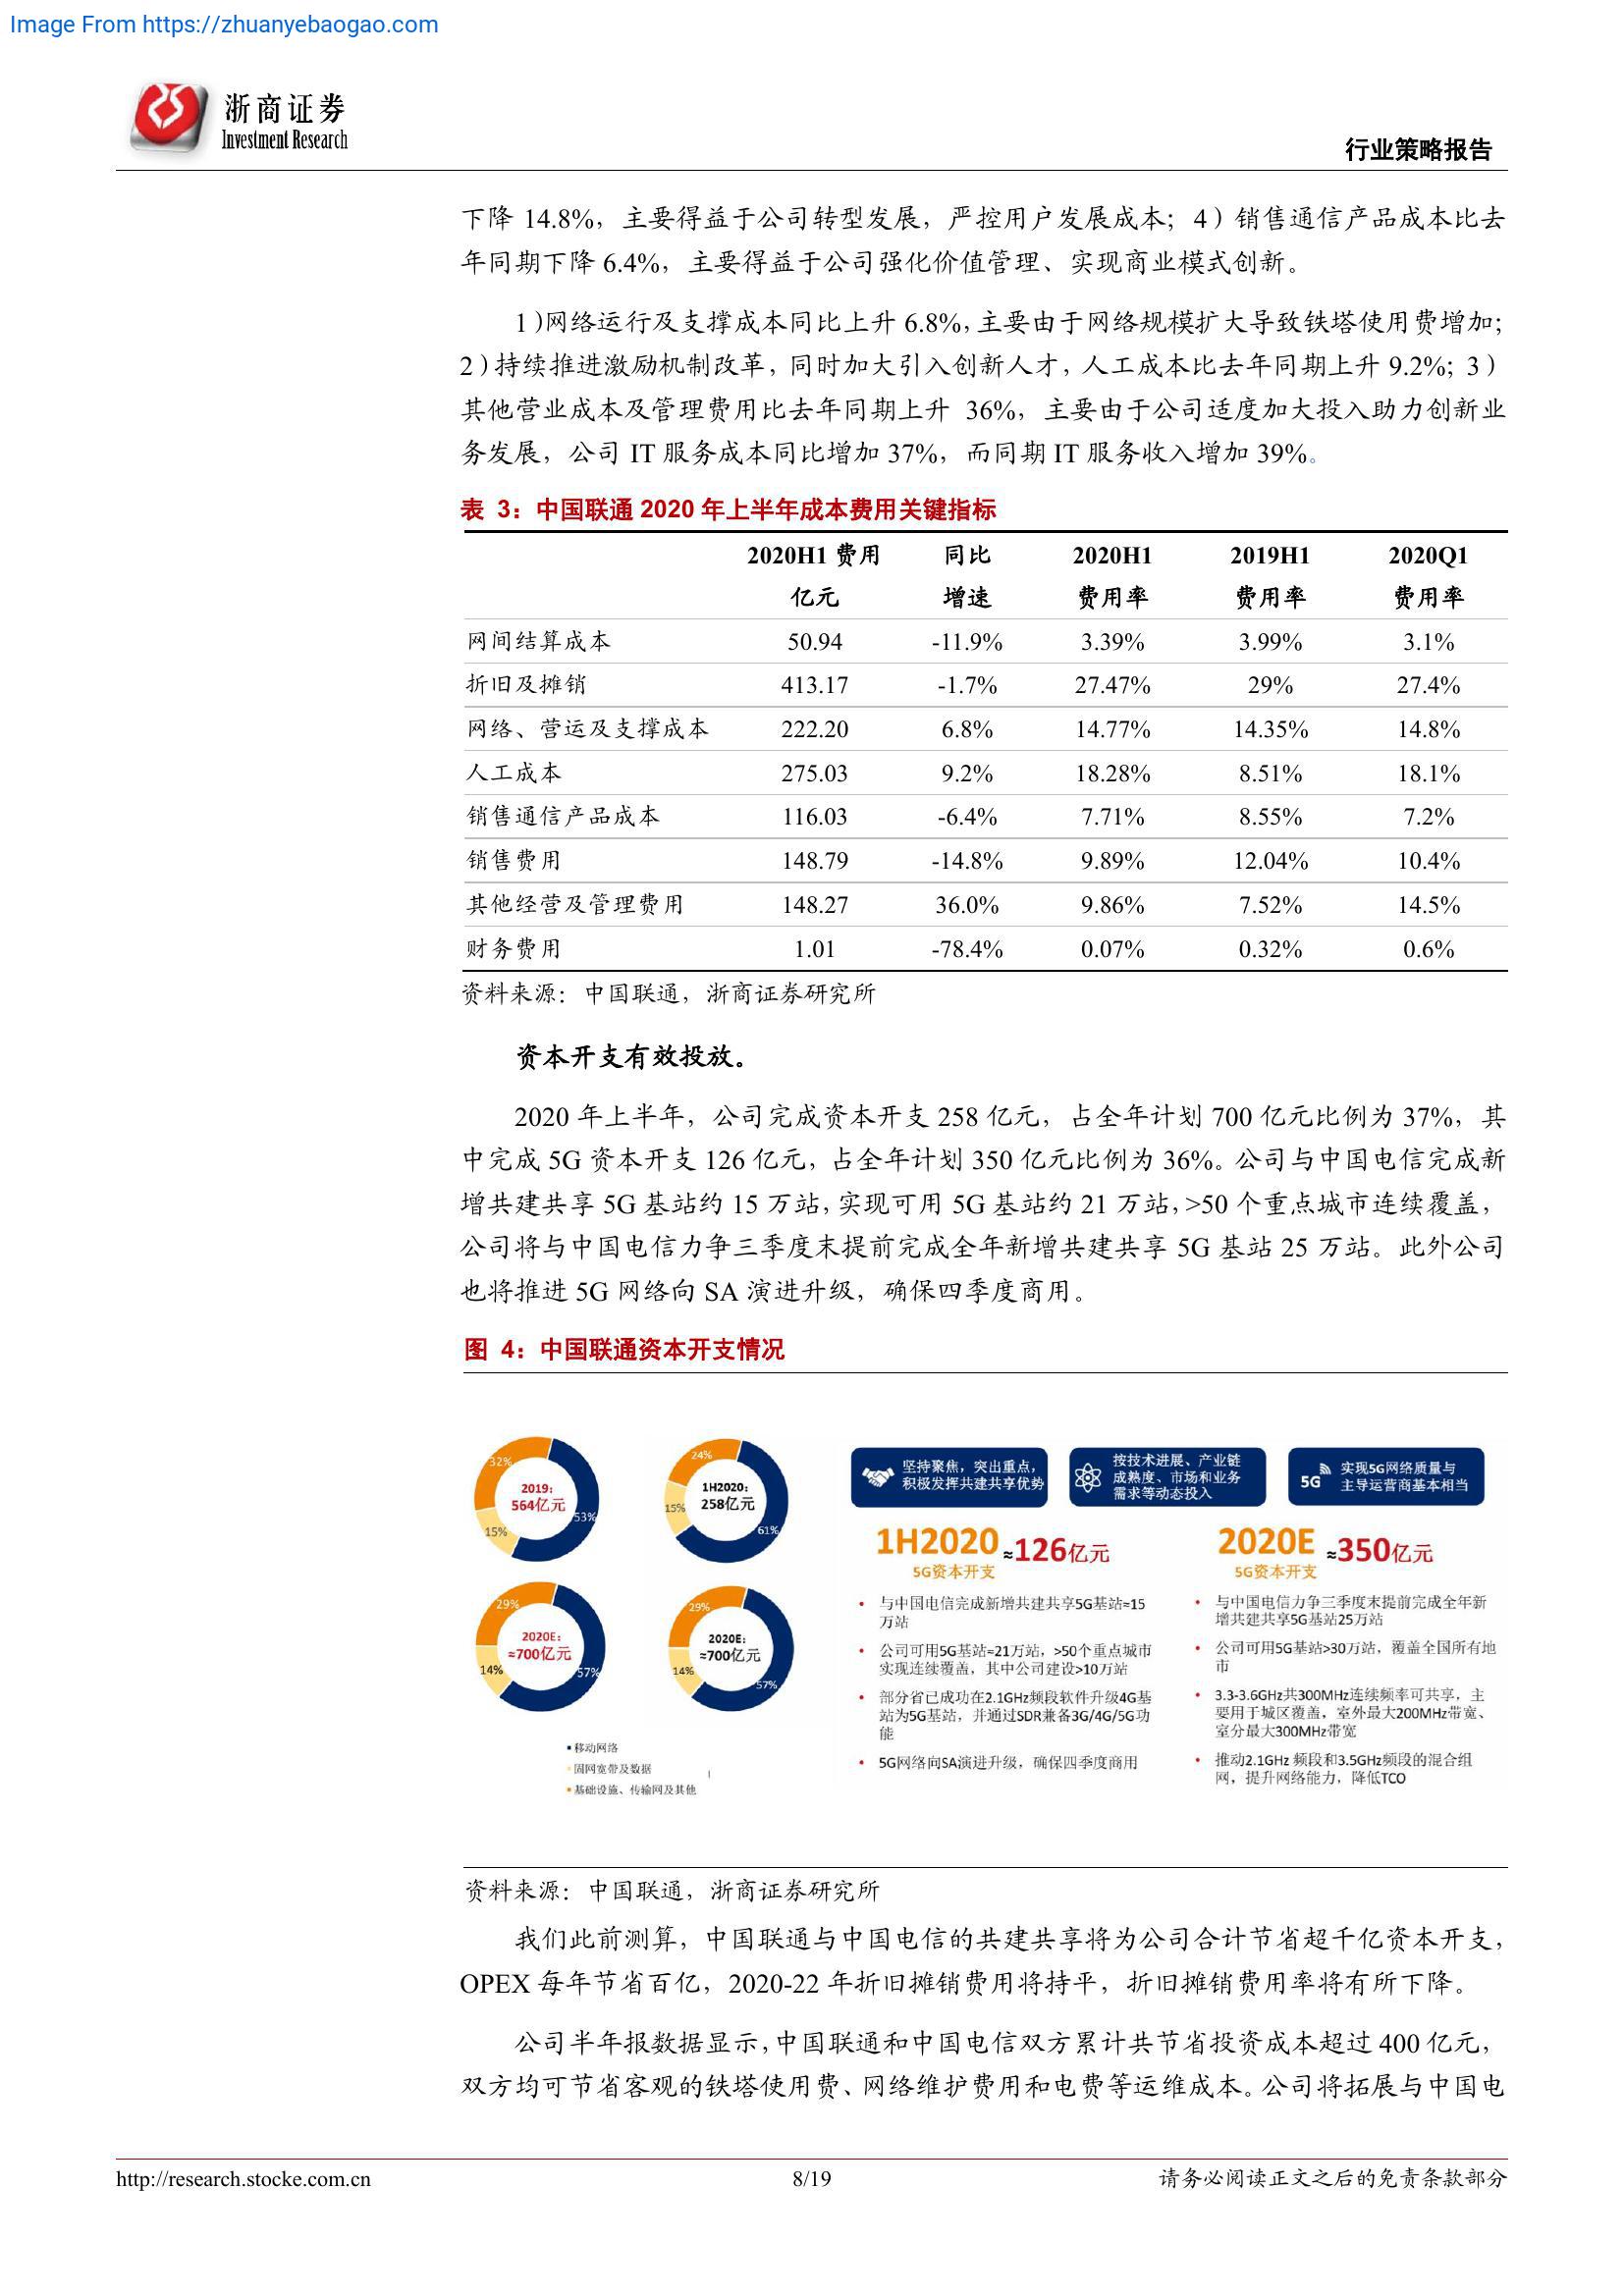 Image From https://zhuanyebaogao.com
浙商证券
Investment Research
行业策略报告
下降 14.8%，主要得益于公司转型发展，严控用户发展成本；4）销售通信产品成本比去
年同期下降 6.4%，主要得益于公司强化价值管理、实现商业模式创新。
1）网络运行及支撑成本同比上升 6.8%，主要由于网络规模扩大导致铁塔使用费增加；
2）持续推进激励机制改革，同时加大引入创新人才，人工成本比去年同期上升 9.2%；3）
其他营业成本及管理费用比去年同期上升 36%，主要由于公司适度加大投入助力创新业
务发展，公司 IT 服务成本同比增加 37%，而同期 IT 服务收入增加 39%。
表 3：中国联通 2020 年上半年成本费用关键指标
2020H1 费用 同比 2020H1 2019H1 2020Q1
亿元 增速 费用率 费用率 费用率
网间结算成本 50.94 -11.9% 3.39% 3.99% 3.1%
折旧及摊销 413.17 -1.7% 27.47% 29% 27.4%
网络、营运及支撑成本 222.20 6.8% 14.77% 14.35% 14.8%
人工成本 275.03 9.2% 18.28% 8.51% 18.1%
销售通信产品成本 116.03 -6.4% 7.71% 8.55% 7.2%
销售费用 148.79 -14.8% 9.89% 12.04% 10.4%
其他经营及管理费用 148.27 36.0% 9.86% 7.52% 14.5%
财务费用 1.01 -78.4% 0.07% 0.32% 0.6%
资料来源：中国联通，浙商证券研究所
资本开支有效投放。
2020 年上半年，公司完成资本开支 258 亿元，占全年计划 700 亿元比例为 37%，其
中完成 5G 资本开支 126 亿元，占全年计划 350 亿元比例为 36%。公司与中国电信完成新
增共建共享 5G 基站约 15 万站，实现可用 5G 基站约 21 万站，>50 个重点城市连续覆盖，
公司将与中国电信力争三季度末提前完成全年新增共建共享 5G 基站 25 万站。此外公司
也将推进 5G 网络向 SA 演进升级，确保四季度商用。
图 4：中国联通资本开支情况
32%
2019：
564亿元
53%
15%
24%
1H2020：
258亿元
15%
61%
29%
2020E：
≈700亿元
14%
57%
29%
2020E：
≈700亿元
14%
57%
移动网络
固网宽带及数据
基础设施、传输网及其他
坚持聚焦，突出重点，
积极发挥共建共享优势
按技术进展、产业链
成熟度、市场和业务
需求等动态投入
5G
实现5G网络质量与
主导运营商基本相当
1H2020 ≈126亿元
5G资本开支
• 与中国电信完成新增共建共享5G基站≈15
万站
• 公司可用5G基站≈21万站，>50个重点城市
实现连续覆盖，其中公司建设>10万站
• 部分省已成功在2.1GHz频段软件升级4G基
站为5G基站，并通过SDR兼备3G/4G/5G功
能
• 5G网络向SA演进升级，确保四季度商用
2020E ≈350亿元
5G资本开支
• 与中国电信力争三季度末提前完成全年新
增共建共享5G基站25万站
• 公司可用5G基站>30万站，覆盖全国所有地
市
• 3.3-3.6GHz共300MHz连续频率可共享，主
要用于城区覆盖，室外最大200MHz带宽、
室分最大300MHz带宽
• 推动2.1GHz 频段和3.5GHz频段的混合组
网，提升网络能力，降低TCO
资料来源：中国联通，浙商证券研究所
我们此前测算，中国联通与中国电信的共建共享将为公司合计节省超千亿资本开支，
OPEX 每年节省百亿，2020-22 年折旧摊销费用将持平，折旧摊销费用率将有所下降。
公司半年报数据显示，中国联通和中国电信双方累计共节省投资成本超过 400 亿元，
双方均可节省客观的铁塔使用费、网络维护费用和电费等运维成本。公司将拓展与中国电
http://research.stocke.com.cn
8/19
请务必阅读正文之后的免责条款部分